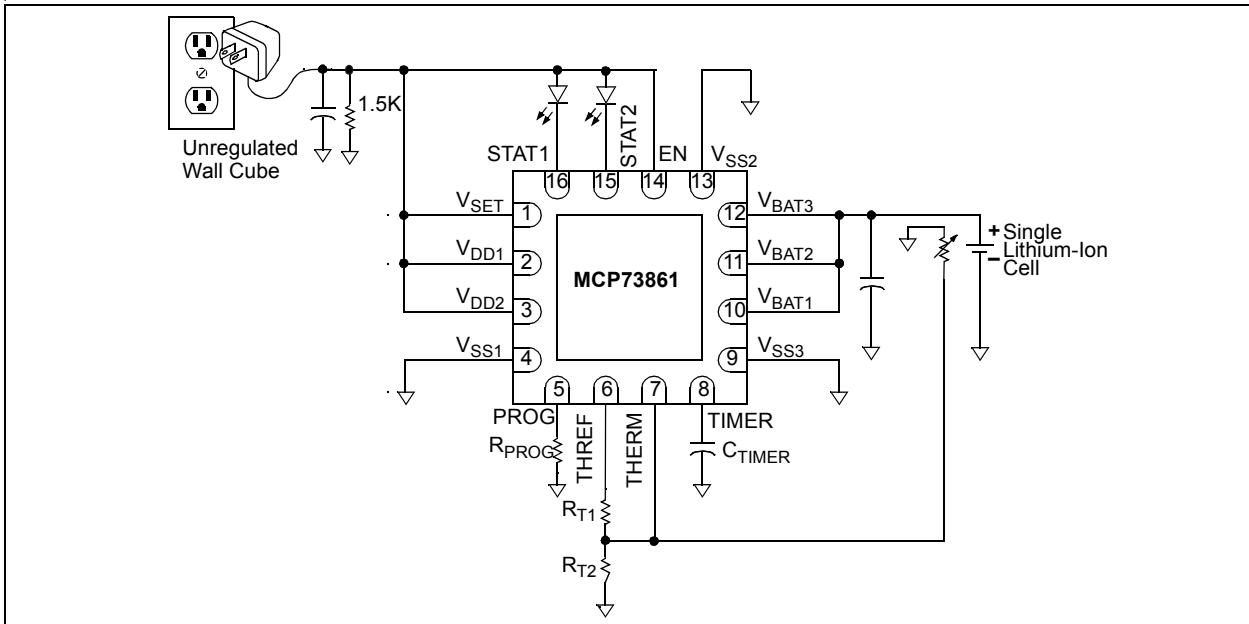 1.5K
Unregulated
Wall Cube
STAT1
STAT2
EN
VSS2
16
15
14
13
VSET
1
12
VBAT3
+ Single
Lithium-Ion
– Cell
VDD1
2
11
VBAT2
MCP73861
VDD2
3
10
VBAT1
VSS1
4
9
VSS3
5
6
7
8
PROG
THREF
THERM
TIMER
RPROG
CTIMER
RT1
RT2